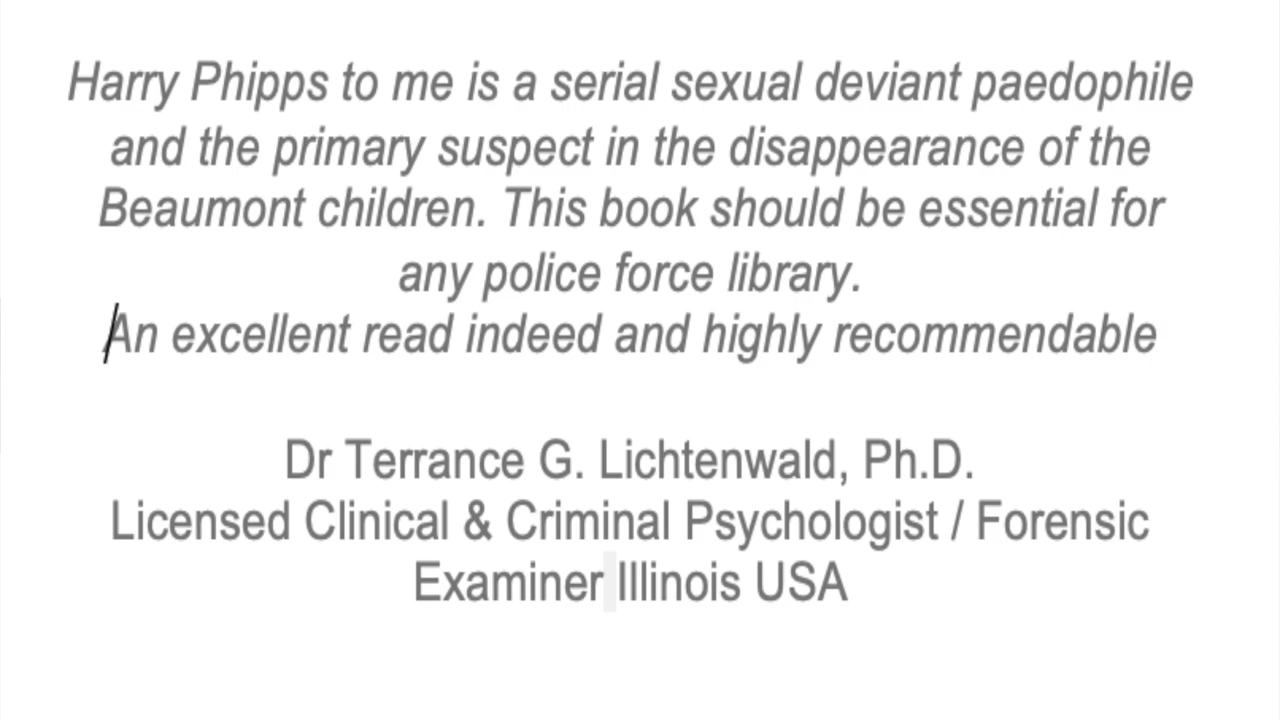 Harry Phipps to me is a serial sexual deviant paedophile
and the primary suspect in the disappearance of the
Beaumont children. This book should be essential for
any police force library.
An excellent read indeed and highly recommendable
Dr Terrance G. Lichtenwald, Ph.D.
Licensed Clinical & Criminal Psychologist / Forensic
Examiner Illinois USA